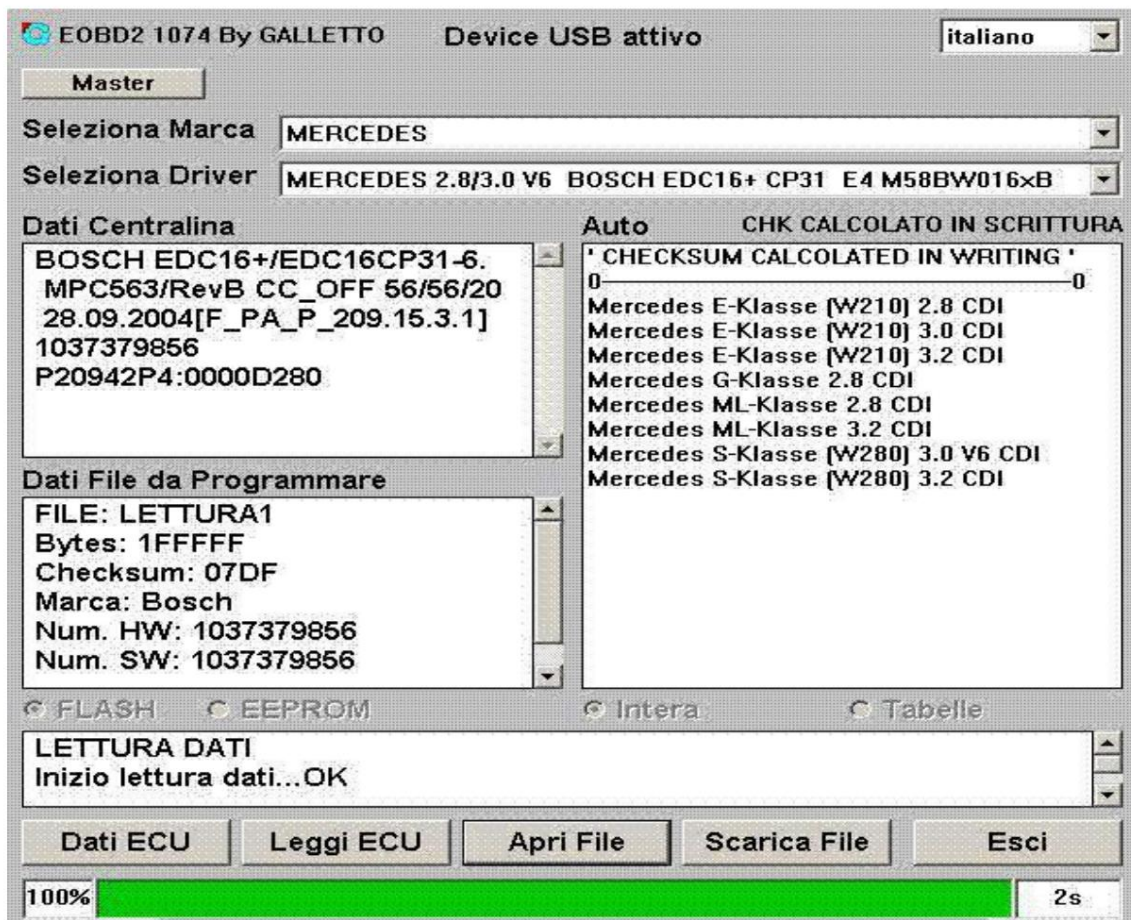 EOBD2 1074 By GALLETTO Device USB attivo italiano
Master
Seleziona Marca MERCEDES
Seleziona Driver MERCEDES 2.8/3.0 V6 BOSCH EDC16+ CP31 E4 M58BW016xB
Dati Centralina
BOSCH EDC16+/EDC16CP31-6.
MPC563/RevB CC_OFF 56/56/20
28.09.2004[F_PA_P_209.15.3.1]
1037379856
P20942P4:0000D280
Auto CHK CALCOLATO IN SCRITTURA
' CHECKSUM CALCOLATED IN WRITING '
0--------0
Mercedes E-Klasse (W210) 2.8 CDI
Mercedes E-Klasse (W210) 3.0 CDI
Mercedes E-Klasse (W210) 3.2 CDI
Mercedes G-Klasse 2.8 CDI
Mercedes ML-Klasse 2.8 CDI
Mercedes ML-Klasse 3.2 CDI
Mercedes S-Klasse (W280) 3.0 V6 CDI
Mercedes S-Klasse (W280) 3.2 CDI
Dati File da Programmare
FILE: LETTURA1
Bytes: 1FFFFF
Checksum: 07DF
Marca: Bosch
Num. HW: 1037379856
Num. SW: 1037379856
FLASH EEPROM Intera Tabelle
LETTURA DATI
Inizio lettura dati...OK
Dati ECU Leggi ECU Apri File Scarica File Esci
100% 2s